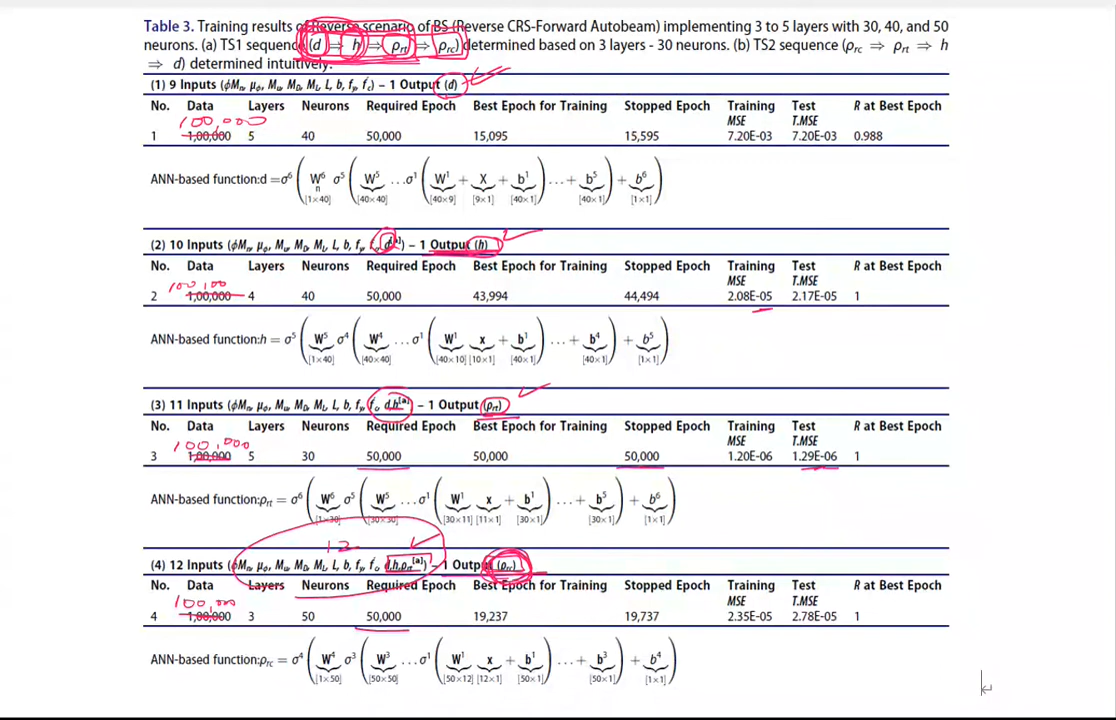 Table 3. Training results of Reverse scenario of BS (Reverse CRS-Forward Autobeam) implementing 3 to 5 layers with 30, 40, and 50
neurons. (a) TS1 sequence (d ⇒ h ⇒ ρrt ⇒ ρrc) determined based on 3 layers - 30 neurons. (b) TS2 sequence (ρrc ⇒ ρrt ⇒ h
⇒ d) determined intuitively.
(1) 9 Inputs (ϕMn, μφ, Mu, MD, ML, L, b, fy, fc) – 1 Output (d)
No. Data Layers Neurons Required Epoch Best Epoch for Training Stopped Epoch Training MSE Test T.MSE R at Best Epoch
100,000
1 1,00,000 5 40 50,000 15,095 15,595 7.20E-03 7.20E-03 0.988
ANN-based function:d =σ⁶ ( W⁶ σ⁵ ( W⁵ …σ¹ ( W¹ + X + b¹ ) …+ b⁵ ) + b⁶ )
n
[1×40] [40×40] [40×9] [9×1] [40×1] [40×1] [1×1]
(2) 10 Inputs (ϕMn, μφ, Mu, MD, ML, L, b, fy, fc, d[a]) – 1 Output (h)
No. Data Layers Neurons Required Epoch Best Epoch for Training Stopped Epoch Training MSE Test T.MSE R at Best Epoch
100,100
2 1,00,000 4 40 50,000 43,994 44,494 2.08E-05 2.17E-05 1
ANN-based function:h = σ⁵ ( W⁵ σ⁴ ( W⁴ …σ¹ ( W¹ x + b¹ ) … + b⁴ ) + b⁵ )
[1×40] [40×40] [40×10] [10×1] [40×1] [40×1] [1×1]
(3) 11 Inputs (ϕMn, μφ, Mu, MD, ML, L, b, fy, fc, d,h[a]) – 1 Output (ρrt)
No. Data Layers Neurons Required Epoch Best Epoch for Training Stopped Epoch Training MSE Test T.MSE R at Best Epoch
100,000
3 1,00,000 5 30 50,000 50,000 50,000 1.20E-06 1.29E-06 1
ANN-based function:ρrt = σ⁶ ( W⁶ σ⁵ ( W⁵ …σ¹ ( W¹ x + b¹ ) … + b⁵ ) + b⁶ )
[1×30] [30×30] [30×11] [11×1] [30×1] [30×1] [1×1]
12
(4) 12 Inputs (ϕMn, μφ, Mu, MD, ML, L, b, fy, fc, d,h,ρrt[a]) – 1 Output (ρrc)
No. Data Layers Neurons Required Epoch Best Epoch for Training Stopped Epoch Training MSE Test T.MSE R at Best Epoch
100,000
4 1,00,000 3 50 50,000 19,237 19,737 2.35E-05 2.78E-05 1
ANN-based function:ρrc = σ⁴ ( W⁴ σ³ ( W³ …σ¹ ( W¹ x + b¹ ) … + b³ ) + b⁴ )
[1×50] [50×50] [50×12] [12×1] [50×1] [50×1] [1×1]